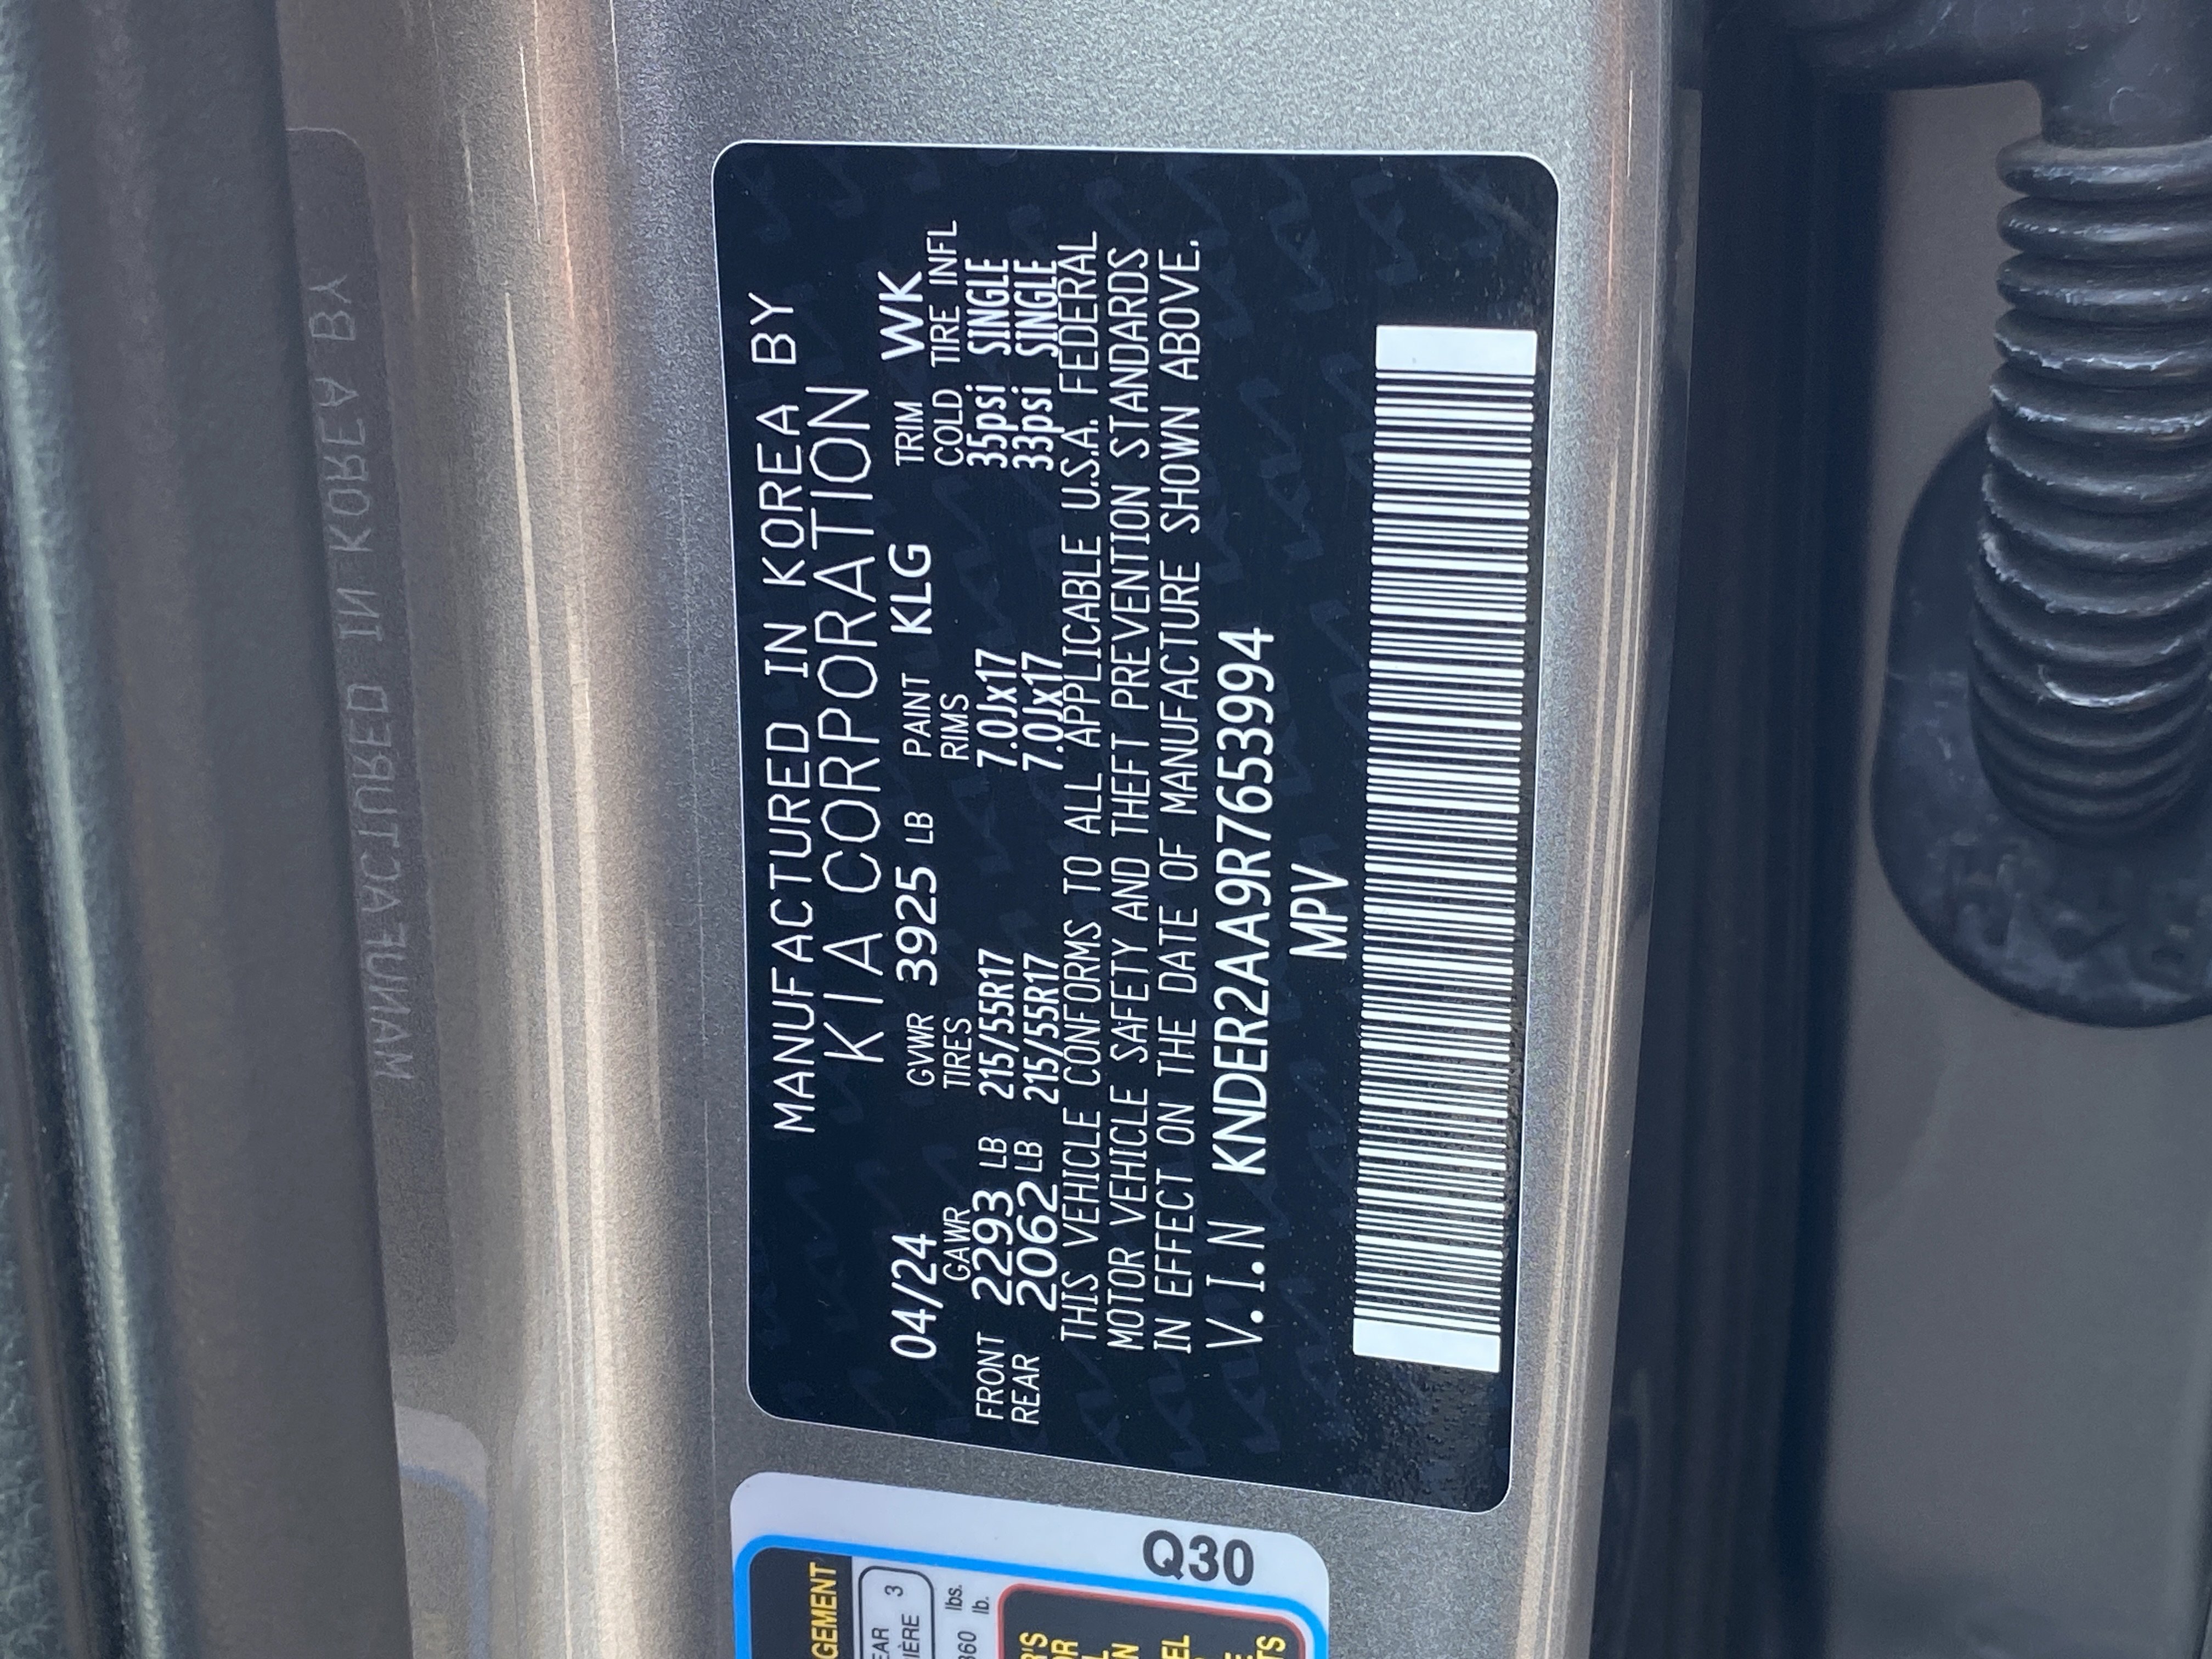 MANUFACTURED IN KOREA BY
KIA CORPORATION
04/24 GVWR 3925 LB PAINT KLG TRIM WK
GAWR TIRES RIMS COLD TIRE INFL
FRONT 2293 LB 215/55R17 7.0Jx17 35psi SINGLE
REAR 2062 LB 215/55R17 7.0Jx17 33psi SINGLE
THIS VEHICLE CONFORMS TO ALL APPLICABLE U.S.A. FEDERAL
MOTOR VEHICLE SAFETY AND THEFT PREVENTION STANDARDS
IN EFFECT ON THE DATE OF MANUFACTURE SHOWN ABOVE.
V.I.N KNDER2AA9R7653994
MPV
Q30
3
lbs.
lb.
MANUFACTURED IN KOREA BY